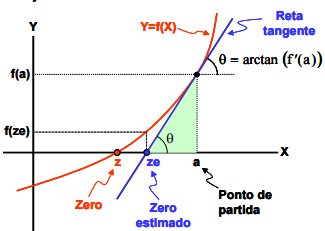 Y
Y=f(X)
Reta
tangente
θ = arctan (f'(a))
f(a)
f(ze)
θ
X
z
ze
a
Zero
Zero
estimado
Ponto de
partida